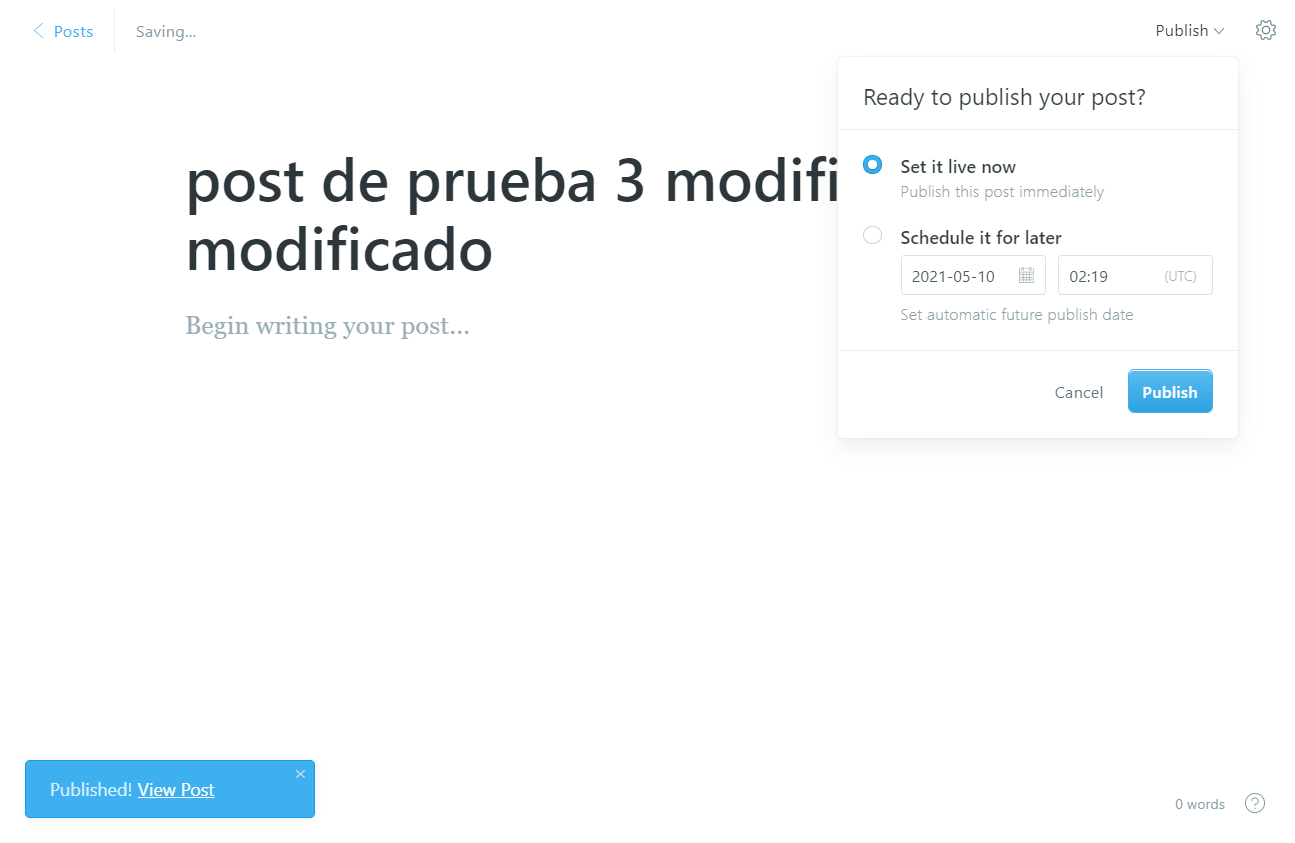 Posts
Saving...
Publish
Ready to publish your post?
Set it live now
Publish this post immediately
Schedule it for later
2021-05-10
02:19 (UTC)
Set automatic future publish date
Cancel
Publish
post de prueba 3 modifi
modificado
Begin writing your post...
Published! View Post
0 words
?